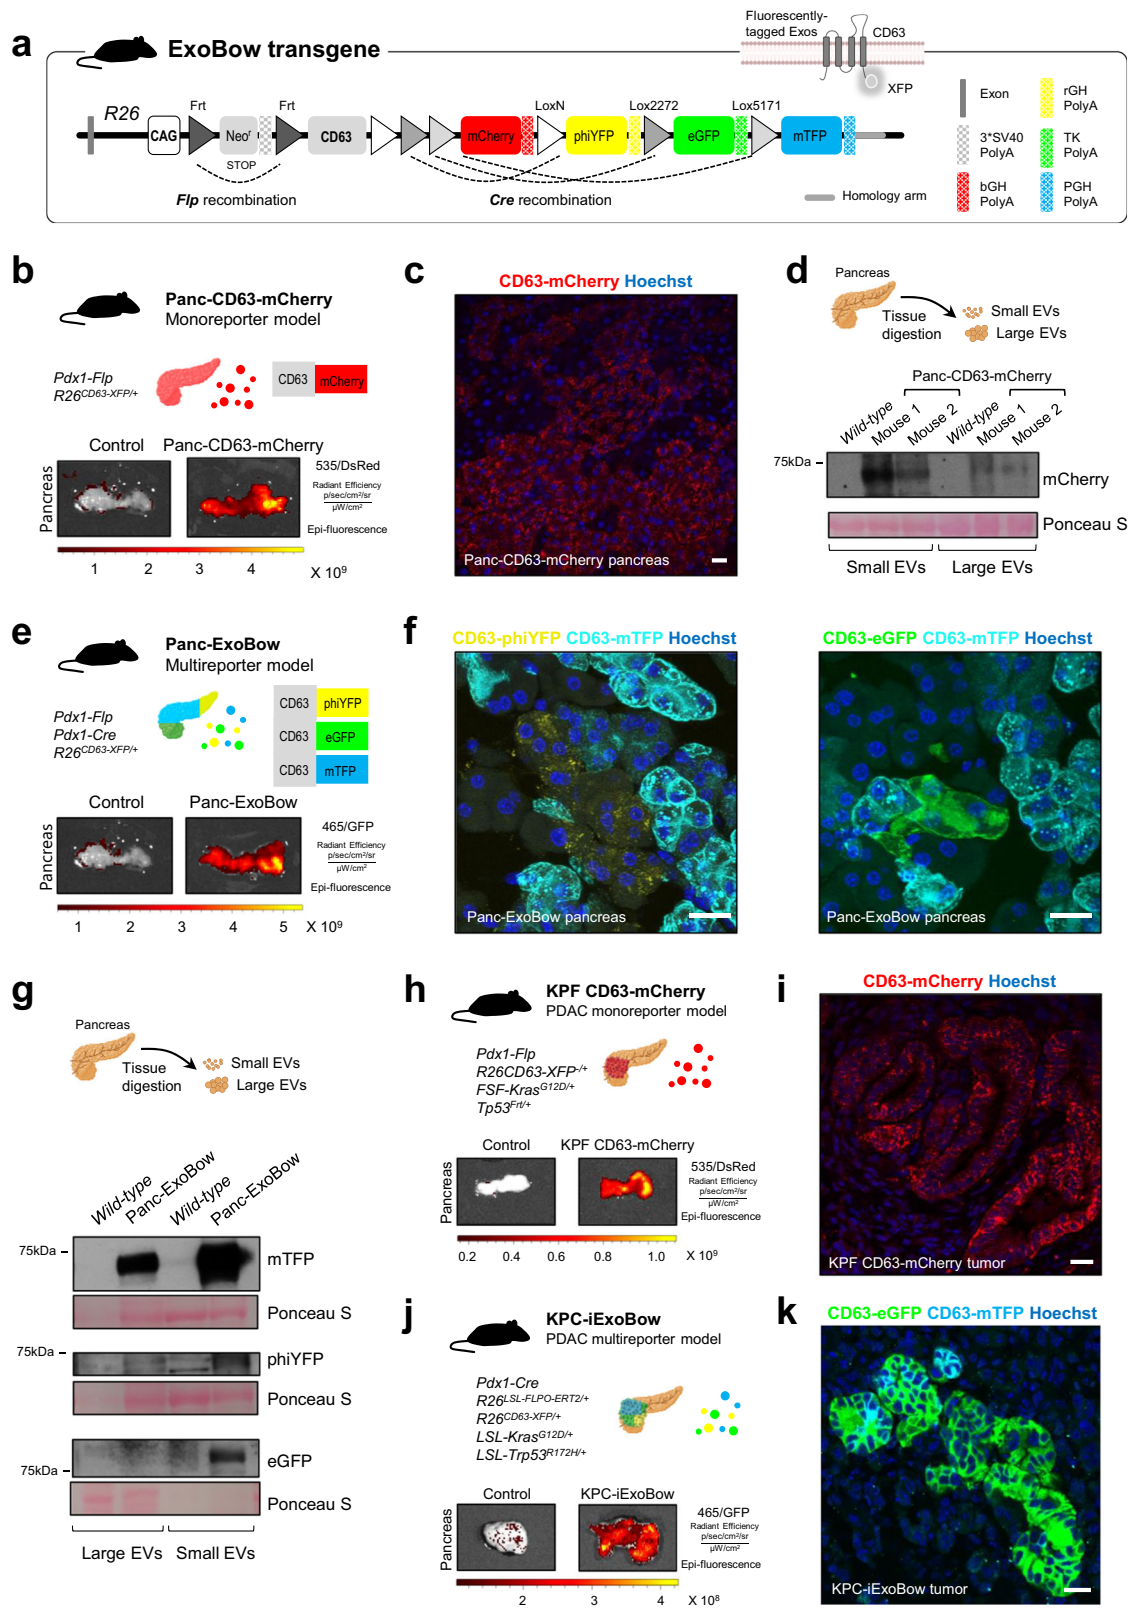 a
ExoBow transgene
Fluorescently-
tagged Exos
CD63
XFP
R26
Frt
Frt
LoxN
Lox2272
Lox5171
CAG
Neoʳ
CD63
mCherry
phiYFP
eGFP
mTFP
STOP
Flp recombination
Cre recombination
Homology arm
Exon
3*SV40
PolyA
bGH
PolyA
rGH
PolyA
TK
PolyA
PGH
PolyA
b
Panc-CD63-mCherry
Monoreporter model
Pdx1-Flp
R26ᶜᴰ⁶³⁻ˣᶠᴾ/⁺
CD63
mCherry
Control
Panc-CD63-mCherry
Pancreas
535/DsRed
Radiant Efficiency
p/sec/cm²/sr
µW/cm²
Epi-fluorescence
1 2 3 4 X 10⁹
c
CD63-mCherry Hoechst
Panc-CD63-mCherry pancreas
d
Pancreas
Tissue
digestion
Small EVs
Large EVs
Panc-CD63-mCherry
Wild-type
Mouse 1
Mouse 2
Wild-type
Mouse 1
Mouse 2
75kDa
mCherry
Ponceau S
Small EVs
Large EVs
e
Panc-ExoBow
Multireporter model
Pdx1-Flp
Pdx1-Cre
R26ᶜᴰ⁶³⁻ˣᶠᴾ/⁺
CD63
phiYFP
CD63
eGFP
CD63
mTFP
Control
Panc-ExoBow
Pancreas
465/GFP
Radiant Efficiency
p/sec/cm²/sr
µW/cm²
Epi-fluorescence
1 2 3 4 5 X 10⁹
f
CD63-phiYFP CD63-mTFP Hoechst
Panc-ExoBow pancreas
CD63-eGFP CD63-mTFP Hoechst
Panc-ExoBow pancreas
g
Pancreas
Tissue
digestion
Small EVs
Large EVs
Wild-type
Panc-ExoBow
Wild-type
Panc-ExoBow
75kDa
mTFP
Ponceau S
75kDa
phiYFP
Ponceau S
eGFP
75kDa
Ponceau S
Large EVs
Small EVs
h
KPF CD63-mCherry
PDAC monoreporter model
Pdx1-Flp
R26CD63-XFP⁻/⁺
FSF-Krasᴳ¹²ᴰ/⁺
Tp53ᶠʳᵗ/⁺
Control
KPF CD63-mCherry
Pancreas
535/DsRed
Radiant Efficiency
p/sec/cm²/sr
µW/cm²
Epi-fluorescence
0.2 0.4 0.6 0.8 1.0 X 10⁹
i
CD63-mCherry Hoechst
KPF CD63-mCherry tumor
j
KPC-iExoBow
PDAC multireporter model
Pdx1-Cre
R26ᴸˢᴸ⁻ᶠᴸᴾᴼ⁻ᴱᴿᵀ²/⁺
R26ᶜᴰ⁶³⁻ˣᶠᴾ/⁺
LSL-Krasᴳ¹²ᴰ/⁺
LSL-Trp53ᴿ¹⁷²ᴴ/⁺
Control
KPC-iExoBow
Pancreas
465/GFP
Radiant Efficiency
p/sec/cm²/sr
µW/cm²
Epi-fluorescence
2 3 4 X 10⁸
k
CD63-eGFP CD63-mTFP Hoechst
KPC-iExoBow tumor